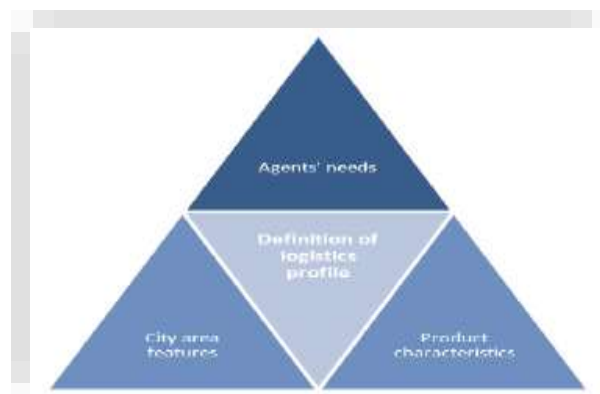 Agents' needs
Definition of
logistics
profile
City area
features
Product
characteristics